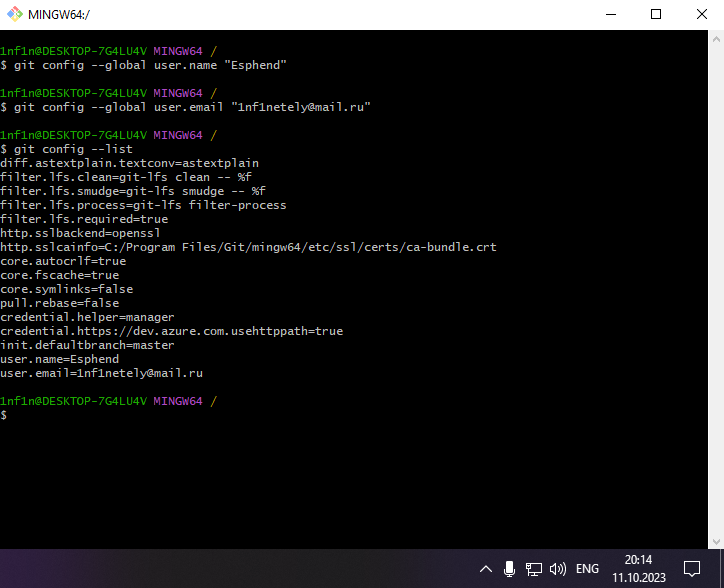 MINGW64:/
1nf1n@DESKTOP-7G4LU4V MINGW64 /
$ git config --global user.name "Esphend"
1nf1n@DESKTOP-7G4LU4V MINGW64 /
$ git config --global user.email "1nf1netely@mail.ru"
1nf1n@DESKTOP-7G4LU4V MINGW64 /
$ git config --list
diff.astextplain.textconv=astextplain
filter.lfs.clean=git-lfs clean -- %f
filter.lfs.smudge=git-lfs smudge -- %f
filter.lfs.process=git-lfs filter-process
filter.lfs.required=true
http.sslbackend=openssl
http.sslcainfo=C:/Program Files/Git/mingw64/etc/ssl/certs/ca-bundle.crt
core.autocrlf=true
core.fscache=true
core.symlinks=false
pull.rebase=false
credential.helper=manager
credential.https://dev.azure.com.usehttppath=true
init.defaultbranch=master
user.name=Esphend
user.email=1nf1netely@mail.ru
1nf1n@DESKTOP-7G4LU4V MINGW64 /
$
ENG
20:14
11.10.2023